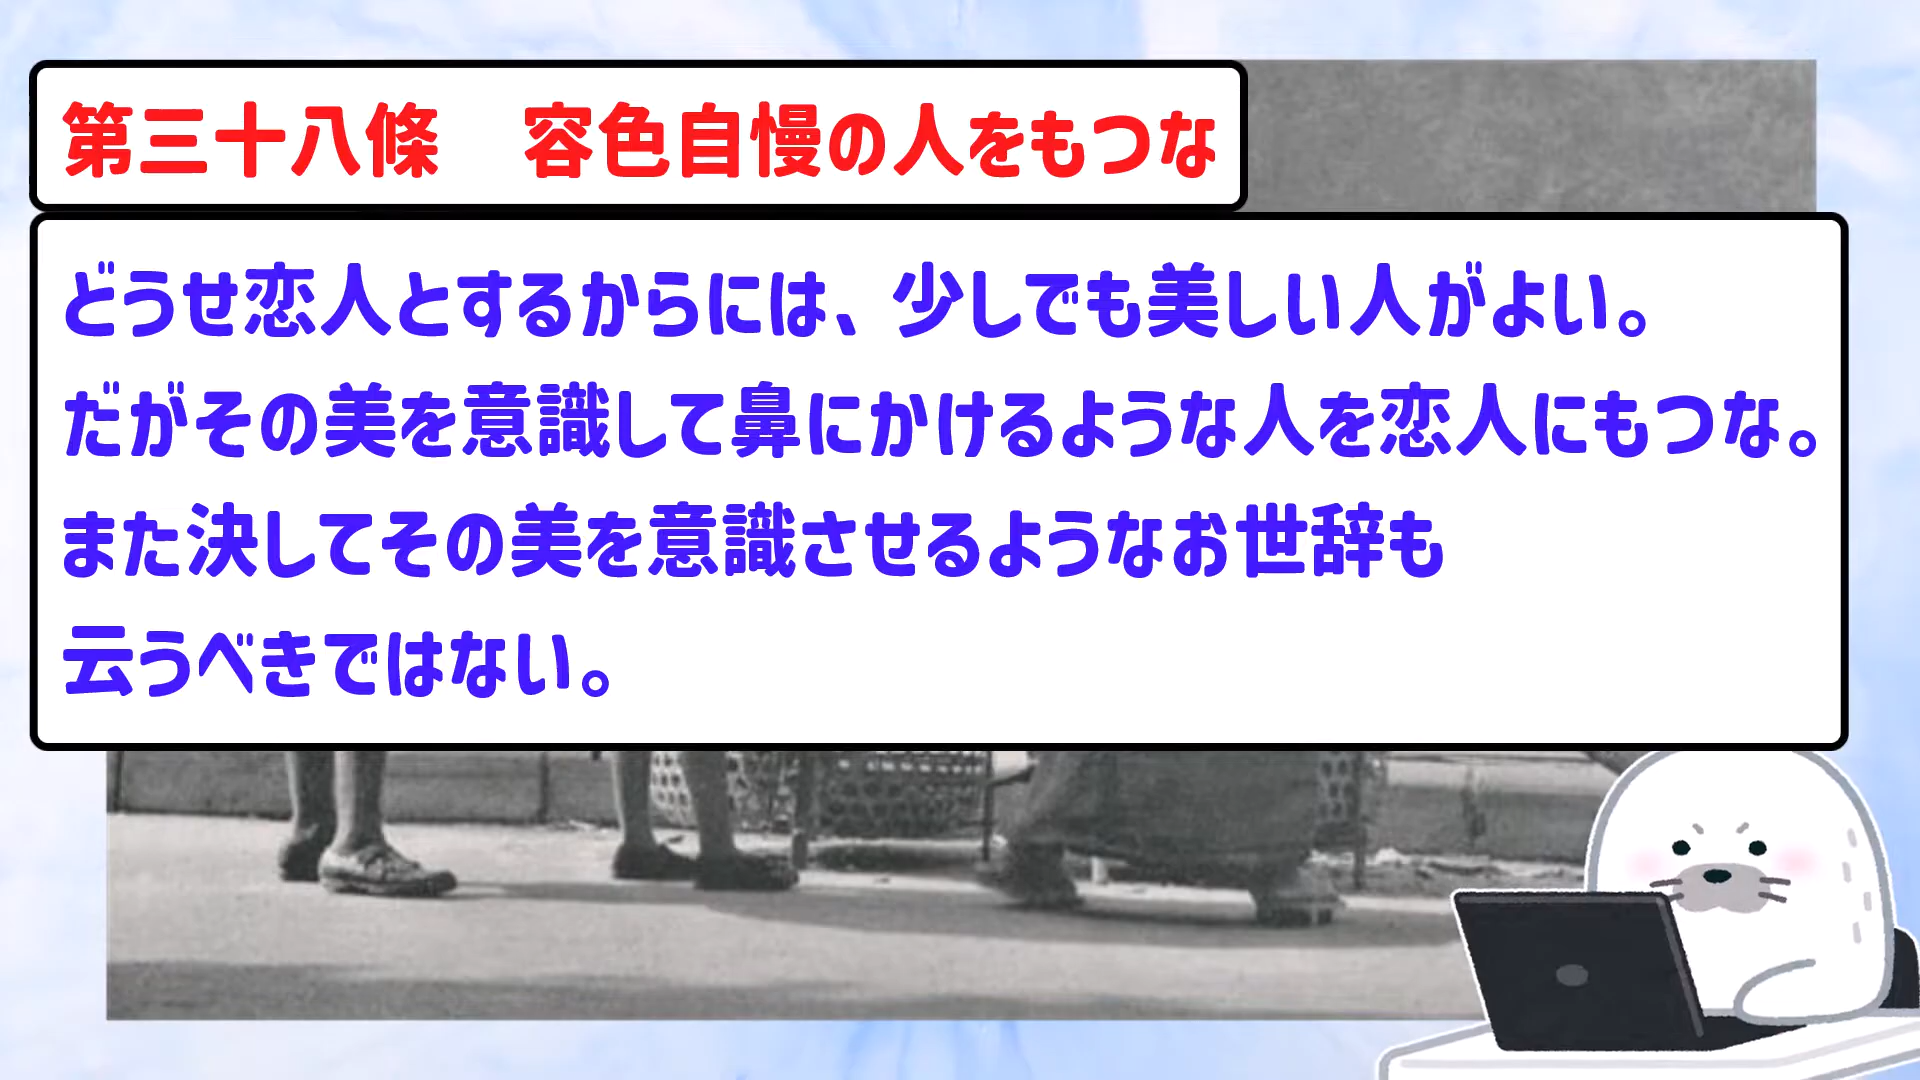 第三十八條　容色自慢の人をもつな
どうせ恋人とするからには、少しでも美しい人がよい。
だがその美を意識して鼻にかけるような人を恋人にもつな。
また決してその美を意識させるようなお世辞も
云うべきではない。